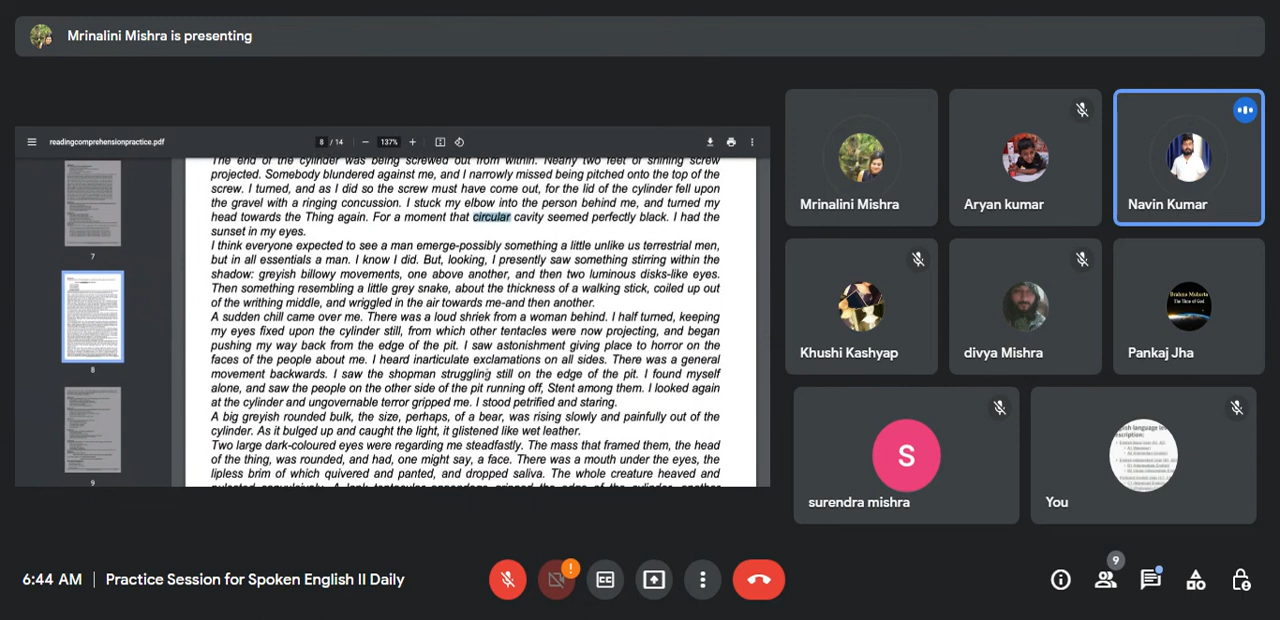 Mrinalini Mishra is presenting
readingcomprehensionpractice.pdf
8 / 14
137%
7
8
9
The end of the cylinder was being screwed out from within. Nearly two feet of shining screw
projected. Somebody blundered against me, and I narrowly missed being pitched onto the top of the
screw. I turned, and as I did so the screw must have come out, for the lid of the cylinder fell upon
the gravel with a ringing concussion. I stuck my elbow into the person behind me, and turned my
head towards the Thing again. For a moment that circular cavity seemed perfectly black. I had the
sunset in my eyes.
I think everyone expected to see a man emerge-possibly something a little unlike us terrestrial men,
but in all essentials a man. I know I did. But, looking, I presently saw something stirring within the
shadow: greyish billowy movements, one above another, and then two luminous disks-like eyes.
Then something resembling a little grey snake, about the thickness of a walking stick, coiled up out
of the writhing middle, and wriggled in the air towards me-and then another.
A sudden chill came over me. There was a loud shriek from a woman behind. I half turned, keeping
my eyes fixed upon the cylinder still, from which other tentacles were now projecting, and began
pushing my way back from the edge of the pit. I saw astonishment giving place to horror on the
faces of the people about me. I heard inarticulate exclamations on all sides. There was a general
movement backwards. I saw the shopman struggling still on the edge of the pit. I found myself
alone, and saw the people on the other side of the pit running off, Stent among them. I looked again
at the cylinder and ungovernable terror gripped me. I stood petrified and staring.
A big greyish rounded bulk, the size, perhaps, of a bear, was rising slowly and painfully out of the
cylinder. As it bulged up and caught the light, it glistened like wet leather.
Two large dark-coloured eyes were regarding me steadfastly. The mass that framed them, the head
of the thing, was rounded, and had, one might say, a face. There was a mouth under the eyes, the
lipless brim of which quivered and panted, and dropped saliva. The whole creature heaved and
Mrinalini Mishra
Aryan kumar
Navin Kumar
Khushi Kashyap
divya Mishra
Brahma Muhurta
The Time of God
Pankaj Jha
S
surendra mishra
You
6:44 AM | Practice Session for Spoken English II Daily
!
CC
9